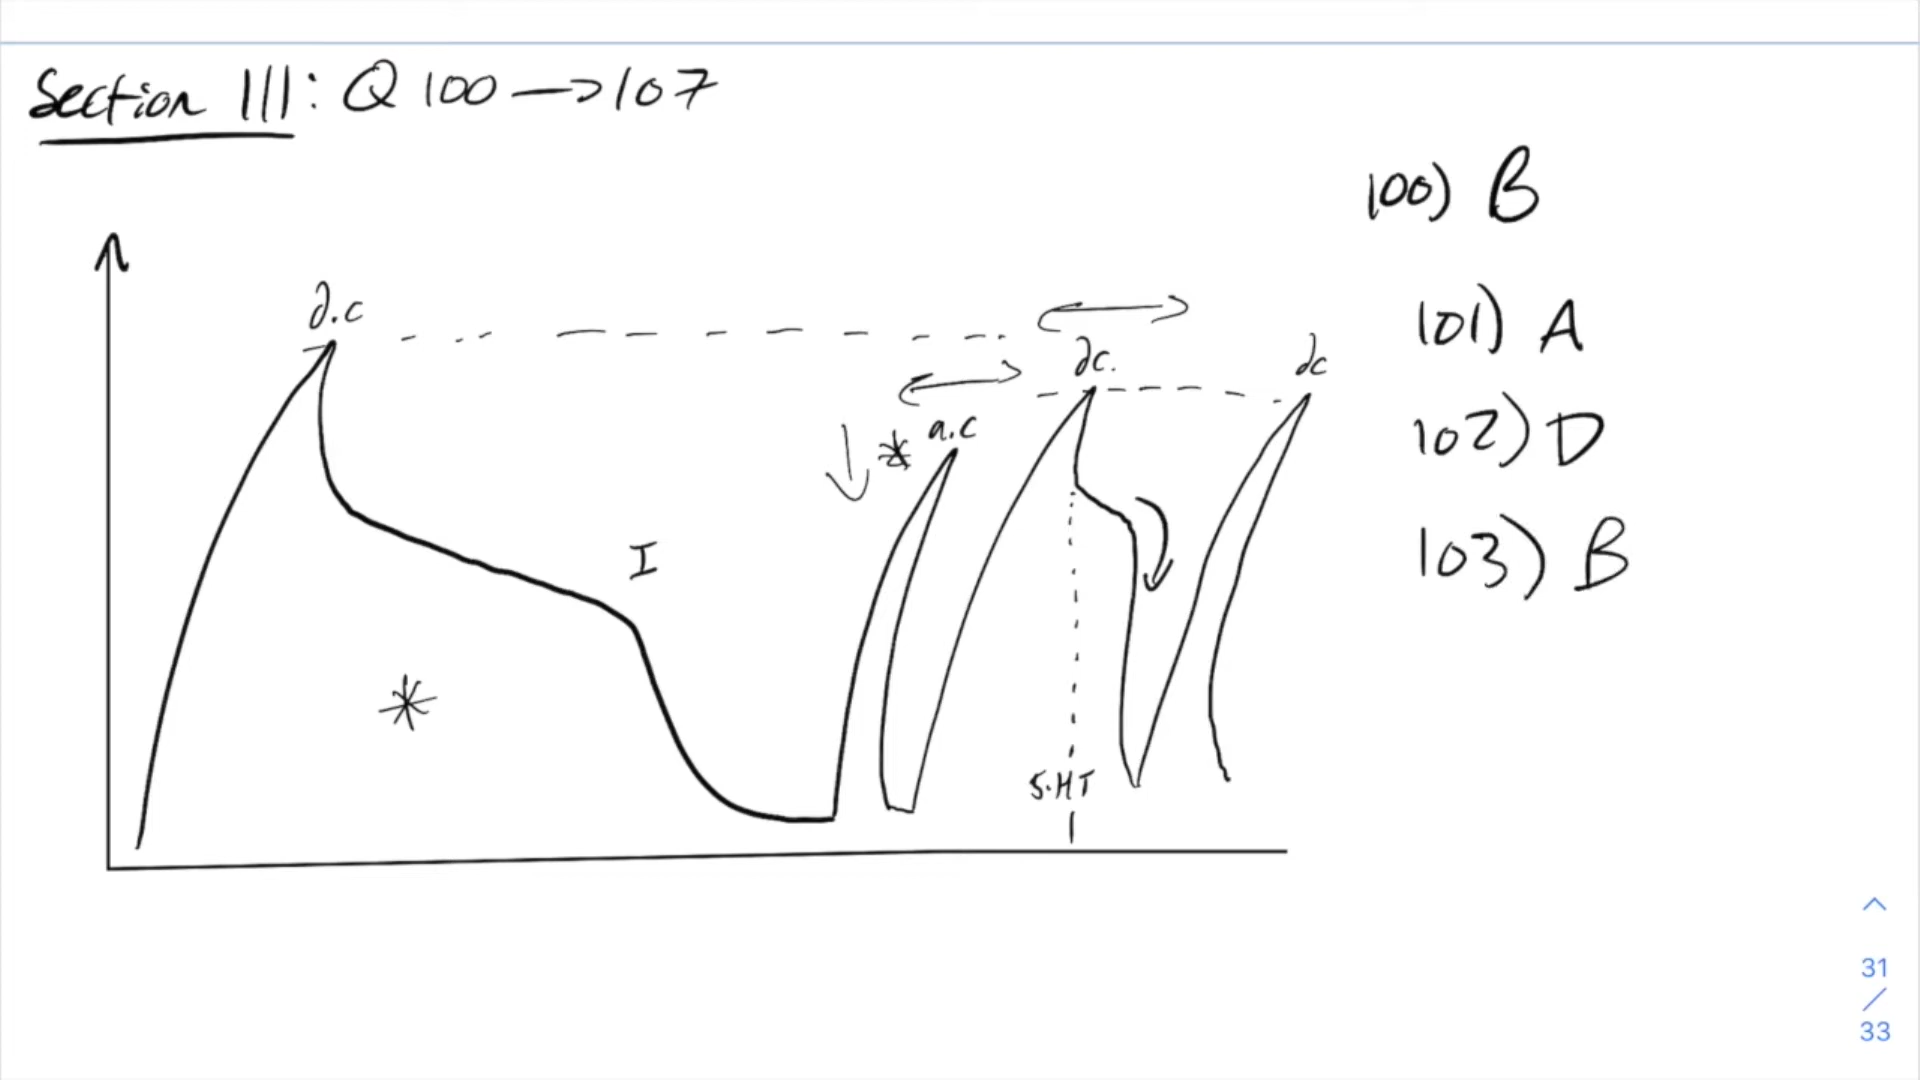 Section III: Q 100 → 107
100) B
∂.c
101) A
∂c.
∂c
* a.c
102) D
I
103) B
*
5.HT
31
/
33